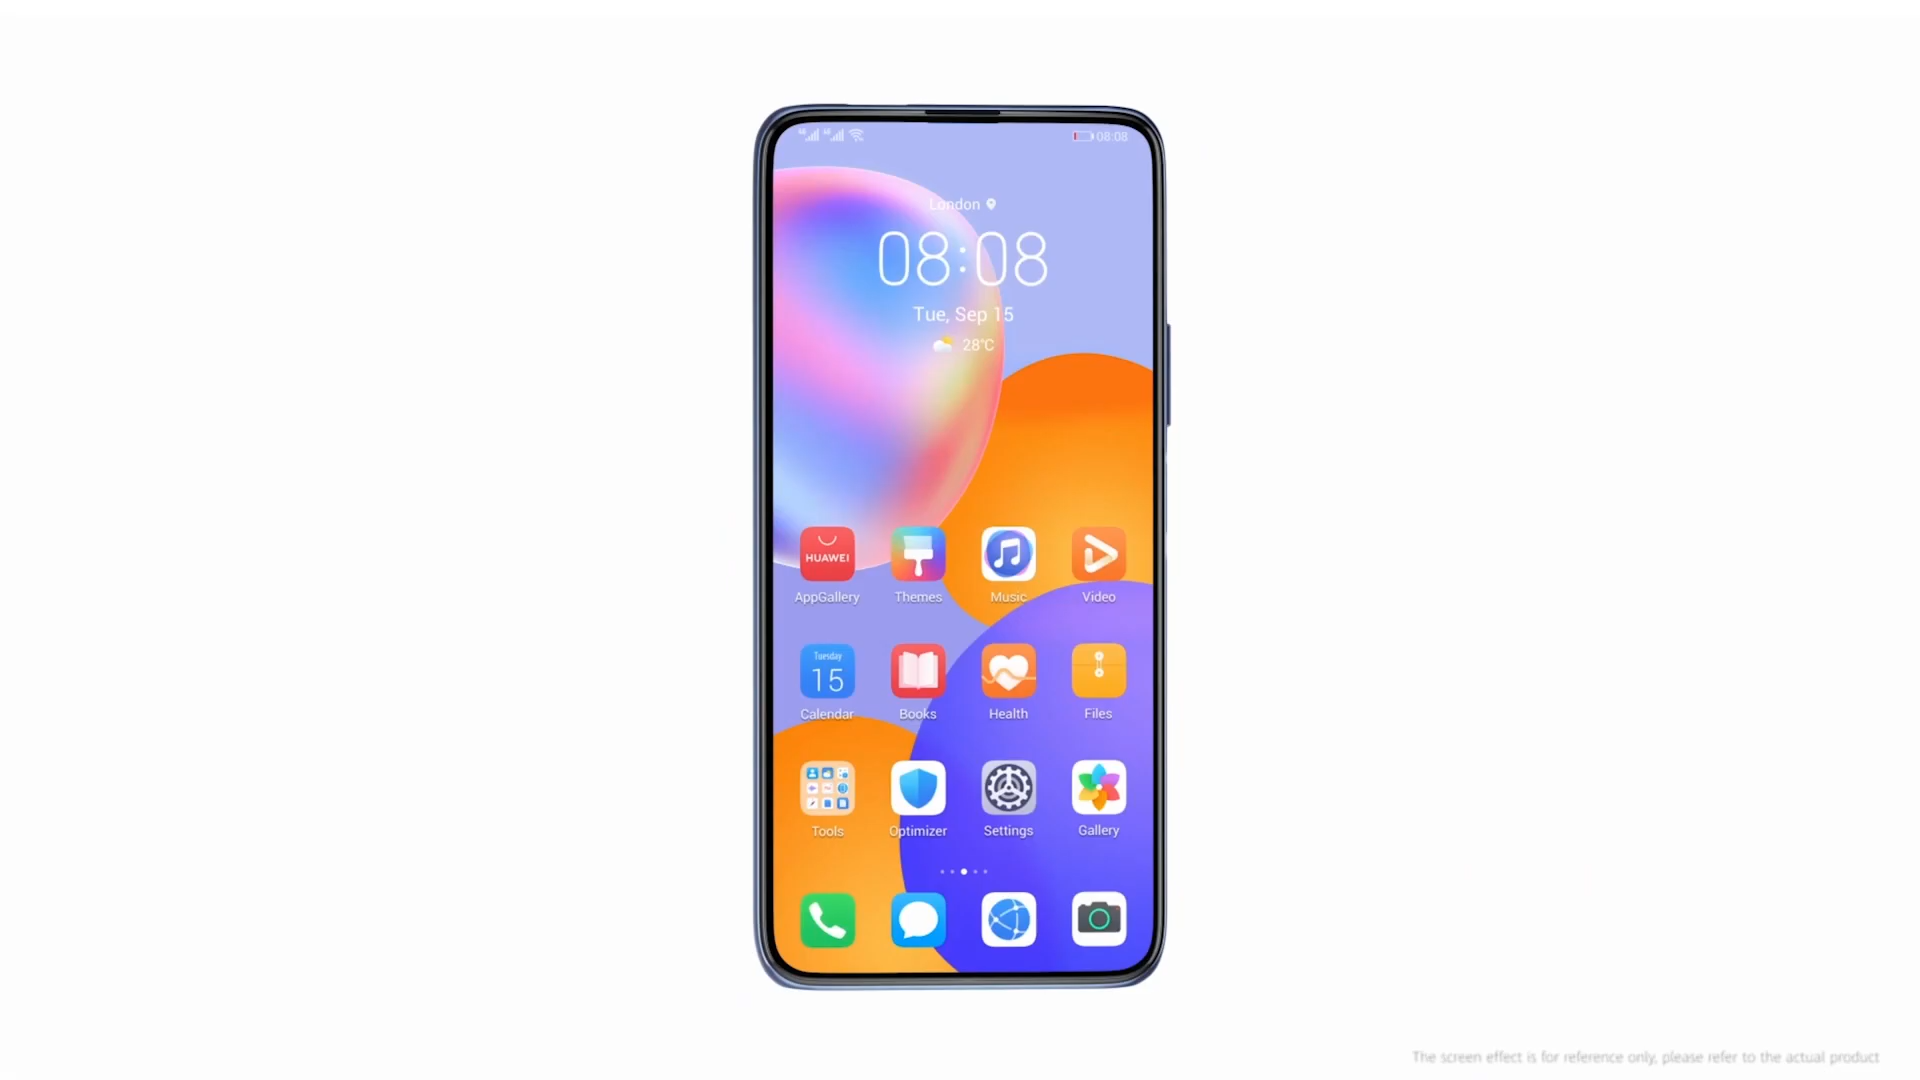 08:08
London
08:08
Tue, Sep 15
28°C
HUAWEI
AppGallery
Themes
Music
Video
Tuesday
15
Calendar
Books
Health
Files
Tools
Optimizer
Settings
Gallery
The screen effect is for reference only, please refer to the actual product